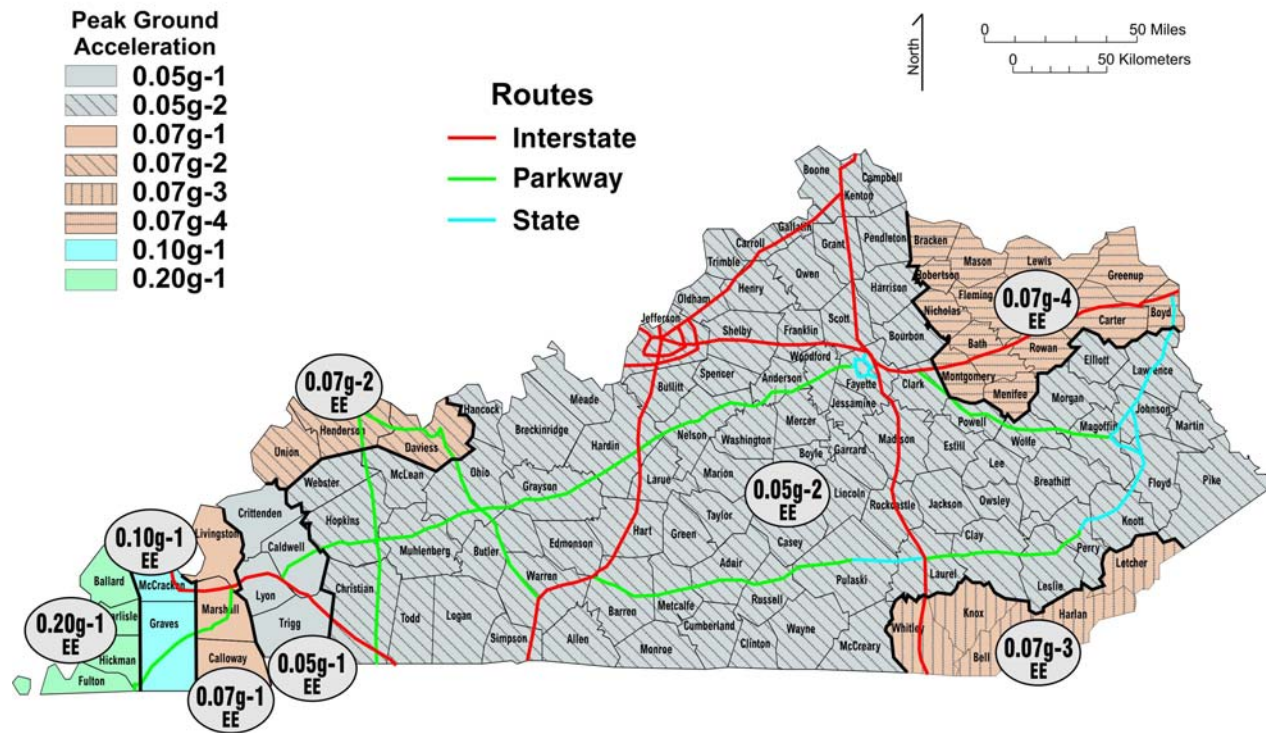 Peak Ground
Acceleration
0.05g-1
0.05g-2
0.07g-1
0.07g-2
0.07g-3
0.07g-4
0.10g-1
0.20g-1
Routes
Interstate
Parkway
State
North
0 50 Miles
0 50 Kilometers
Boone
Campbell
Kenton
Gallatin
Grant
Pendleton
Bracken
Carroll
Mason
Lewis
Trimble
Owen
Robertson
Greenup
Henry
Harrison
Fleming
0.07g-4
EE
Oldham
Nicholas
Boyd
Jefferson
Scott
Carter
Shelby
Franklin
Bourbon
Bath
Rowan
Woodford
Elliott
Spencer
Anderson
Fayette
Clark
Montgomery
Lawrence
Bullitt
Jessamine
Menifee
Morgan
0.07g-2
EE
Meade
Mercer
Powell
Johnson
Hancock
Nelson
Washington
Madison
Magoffin
Martin
Henderson
Breckinridge
Hardin
Estill
Wolfe
Daviess
Boyle
Garrard
Union
Ohio
Lee
McLean
Larue
Marion
Breathitt
Floyd
Pike
Webster
Grayson
0.05g-2
EE
Lincoln
Jackson
Owsley
Rockcastle
Crittenden
Hopkins
Taylor
Knott
Livingston
Hart
Green
0.10g-1
EE
Caldwell
Muhlenberg
Butler
Edmonson
Casey
Clay
Perry
Ballard
McCracken
Adair
Letcher
Christian
Warren
Pulaski
Laurel
Leslie
Lyon
Marshall
Barren
Metcalfe
Russell
0.20g-1
EE
arlisle
Graves
Todd
Logan
Knox
Harlan
Trigg
Cumberland
Wayne
Whitley
Simpson
Allen
Monroe
Clinton
McCreary
Hickman
Calloway
Bell
0.07g-3
EE
Fulton
0.05g-1
EE
0.07g-1
EE